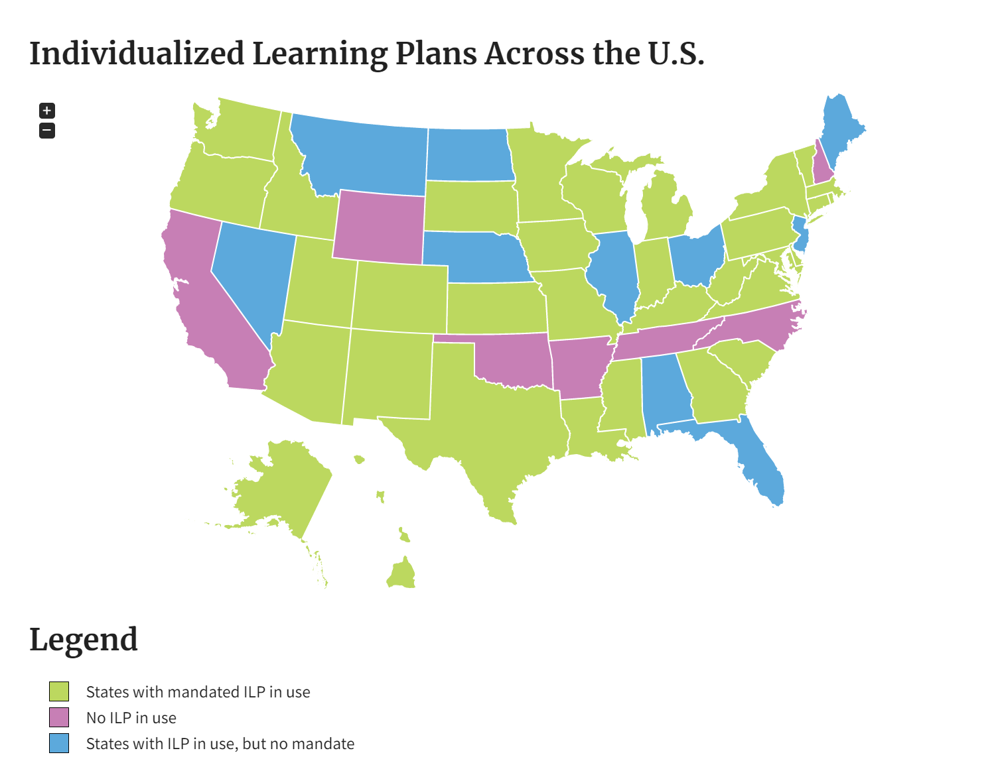 Individualized Learning Plans Across the U.S.
+
−
Legend
States with mandated ILP in use
No ILP in use
States with ILP in use, but no mandate